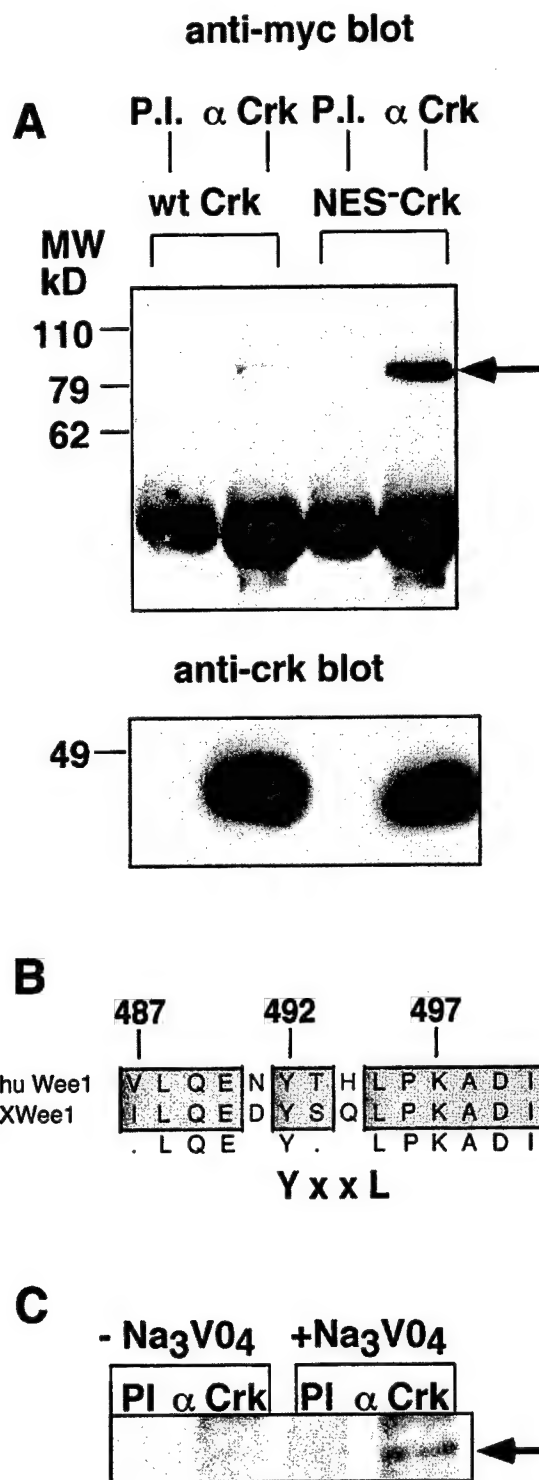 anti-myc blot
A
P.I. α Crk P.I. α Crk
wt Crk NES⁻Crk
MW
kD
110
79
62
anti-crk blot
49
B
487 492 497
hu Wee1 V L Q E N Y T H L P K A D I
XWee1 I L Q E D Y S Q L P K A D I
. L Q E Y . L P K A D I
Y x x L
C
- Na3V04 +Na3V04
PI α Crk PI α Crk